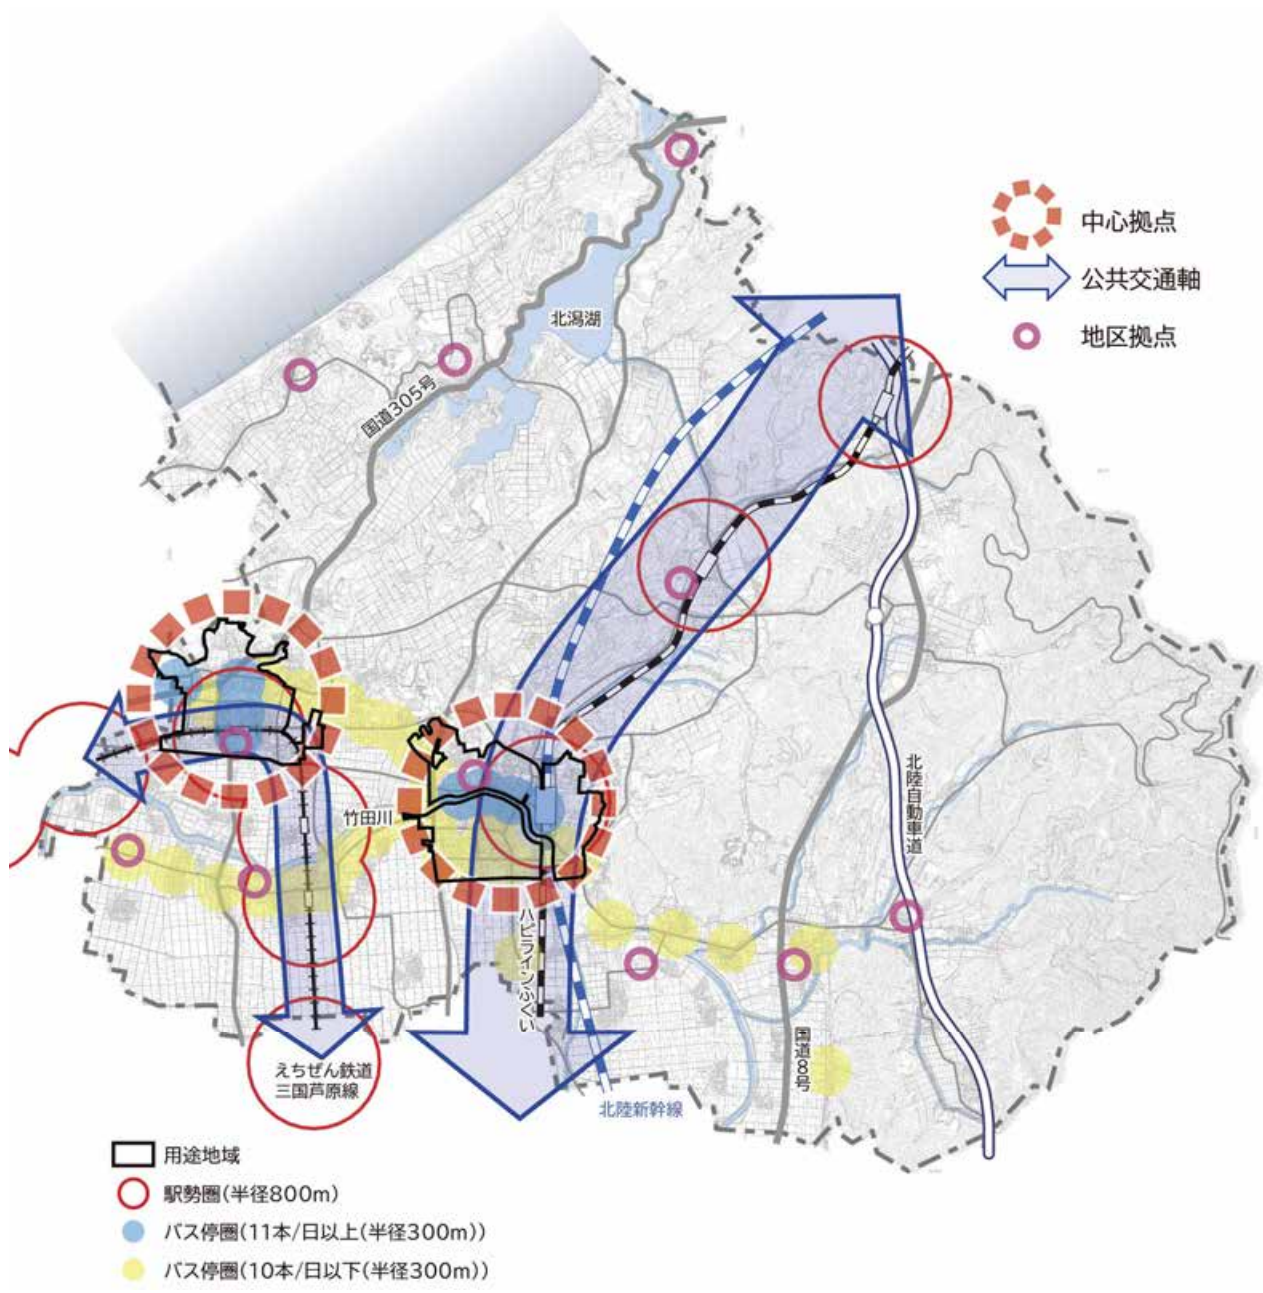 中心拠点
公共交通軸
地区拠点
北潟湖
国道305号
竹田川
北陸自動車道
ハピラインふくい
国道8号
えちぜん鉄道
三国芦原線
北陸新幹線
用途地域
駅勢圏(半径800m)
バス停圏(11本/日以上(半径300m))
バス停圏(10本/日以下(半径300m))